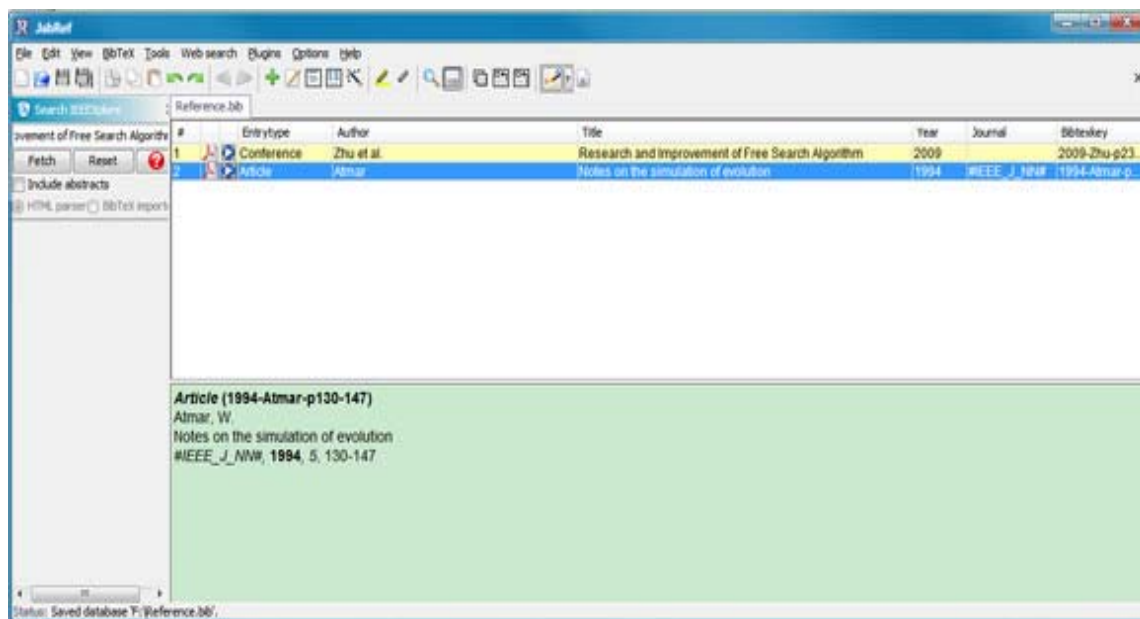 JabRef
File Edit View BibTeX Tools Web search Plugins Options Help
Search IEEXplore
Reference.bib
ovement of Free Search Algorith
Fetch Reset
Include abstracts
HTML parser BibTeX import
# Entrytype Author Title Year Journal Bibtexkey
1 Conference Zhu et al. Research and Improvement of Free Search Algorithm 2009 2009-Zhu-p23...
2 Article Atmar Notes on the simulation of evolution 1994 #IEEE_J_NN# 1994-Atmar-p...
Article (1994-Atmar-p130-147)
Atmar, W.
Notes on the simulation of evolution
#IEEE_J_NN#, 1994, 5, 130-147
Status: Saved database 'F:\Reference.bib'.